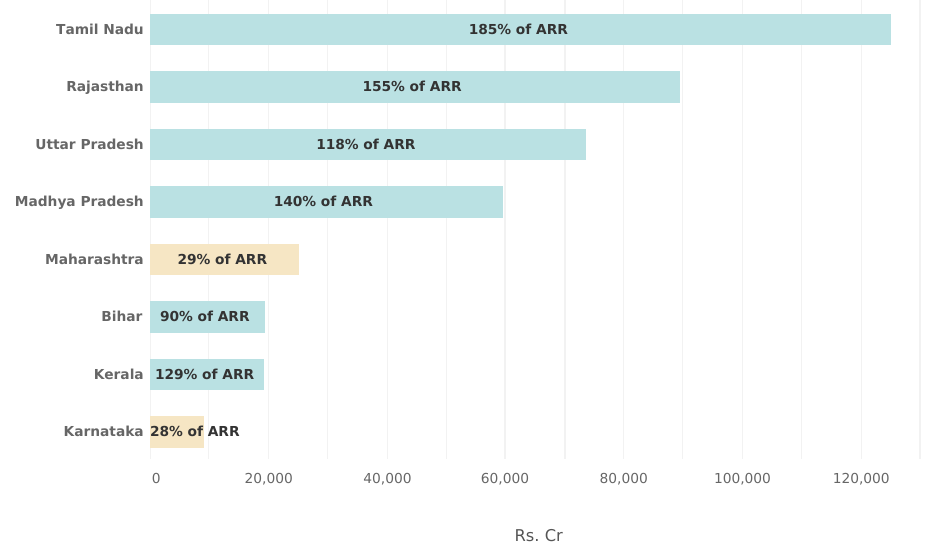 Tamil Nadu 185% of ARR
Rajasthan 155% of ARR
Uttar Pradesh 118% of ARR
Madhya Pradesh 140% of ARR
Maharashtra 29% of ARR
Bihar 90% of ARR
Kerala 129% of ARR
Karnataka 28% of ARR
0 20,000 40,000 60,000 80,000 100,000 120,000
Rs. Cr